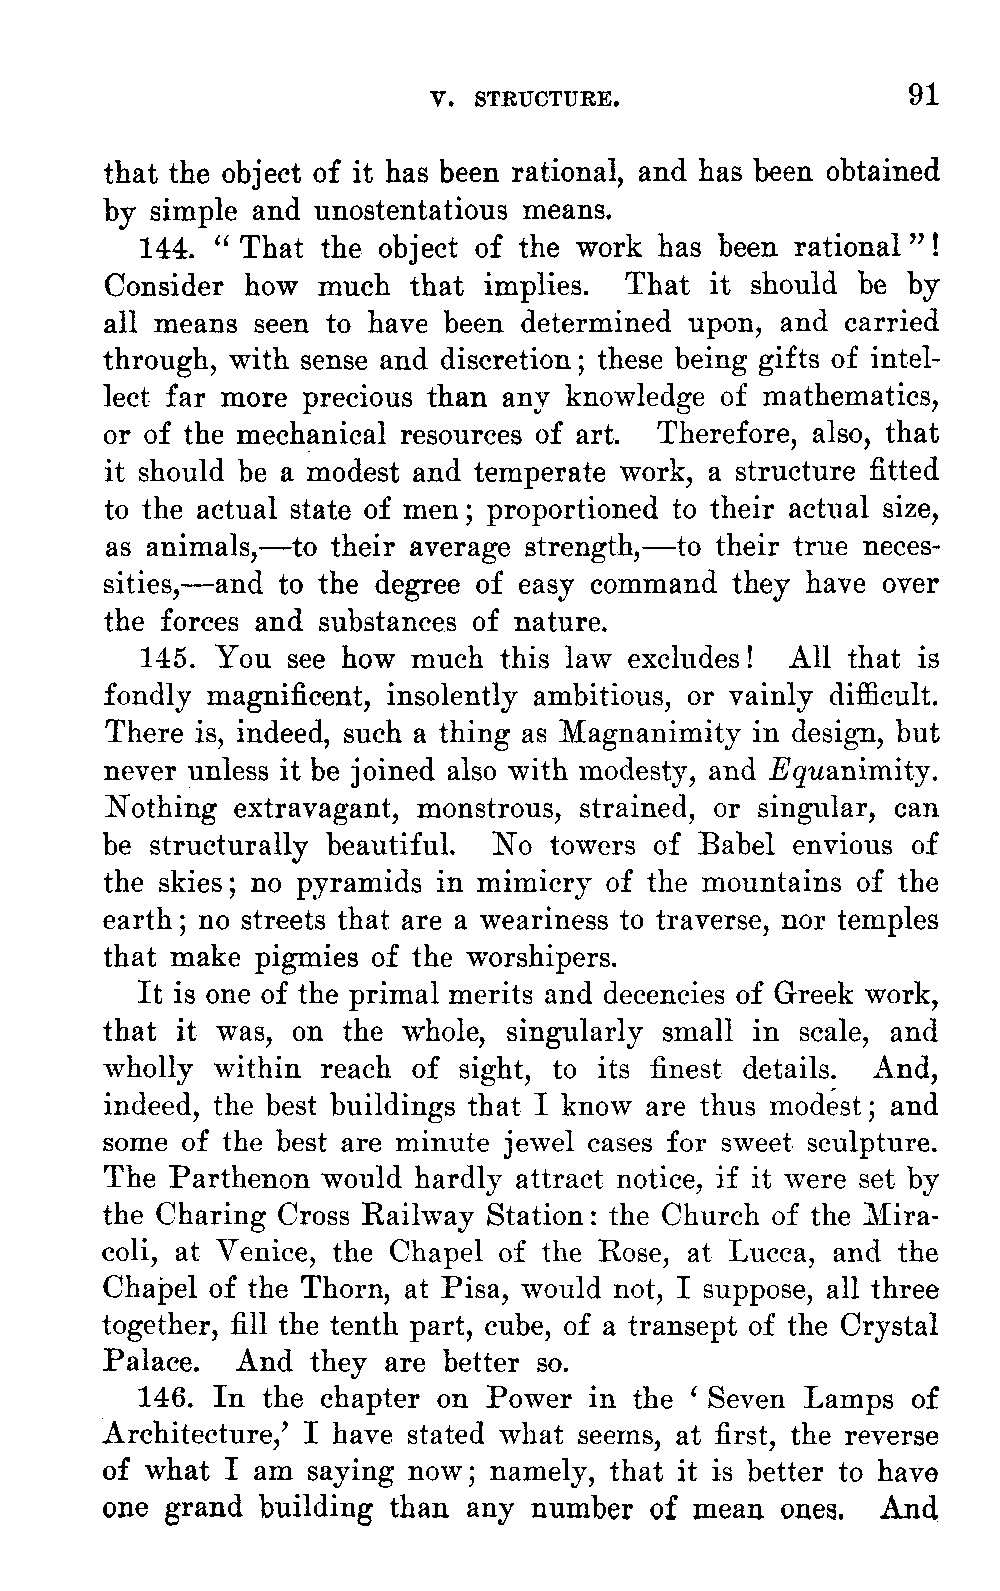 V. STRUCTURE. 91
that the object of it has been rational, and has been obtained
by simple and unostentatious means.
144. “ That the object of the work has been rational ”!
Consider how much that implies. That it should be by
all means seen to have been determined upon, and carried
through, with sense and discretion; these being gifts of intel-
lect far more precious than any knowledge of mathematics,
or of the mechanical resources of art. Therefore, also, that
it should be a modest and temperate work, a structure fitted
to the actual state of men; proportioned to their actual size,
as animals,—to their average strength,—to their true neces-
sities,—and to the degree of easy command they have over
the forces and substances of nature.
145. You see how much this law excludes! All that is
fondly magnificent, insolently ambitious, or vainly difficult.
There is, indeed, such a thing as Magnanimity in design, but
never unless it be joined also with modesty, and Equanimity.
Nothing extravagant, monstrous, strained, or singular, can
be structurally beautiful. No towers of Babel envious of
the skies; no pyramids in mimicry of the mountains of the
earth; no streets that are a weariness to traverse, nor temples
that make pigmies of the worshipers.
It is one of the primal merits and decencies of Greek work,
that it was, on the whole, singularly small in scale, and
wholly within reach of sight, to its finest details. And,
indeed, the best buildings that I know are thus modest; and
some of the best are minute jewel cases for sweet sculpture.
The Parthenon would hardly attract notice, if it were set by
the Charing Cross Railway Station: the Church of the Mira-
coli, at Venice, the Chapel of the Rose, at Lucca, and the
Chapel of the Thorn, at Pisa, would not, I suppose, all three
together, fill the tenth part, cube, of a transept of the Crystal
Palace. And they are better so.
146. In the chapter on Power in the ‘ Seven Lamps of
Architecture,’ I have stated what seems, at first, the reverse
of what I am saying now; namely, that it is better to have
one grand building than any number of mean ones. And